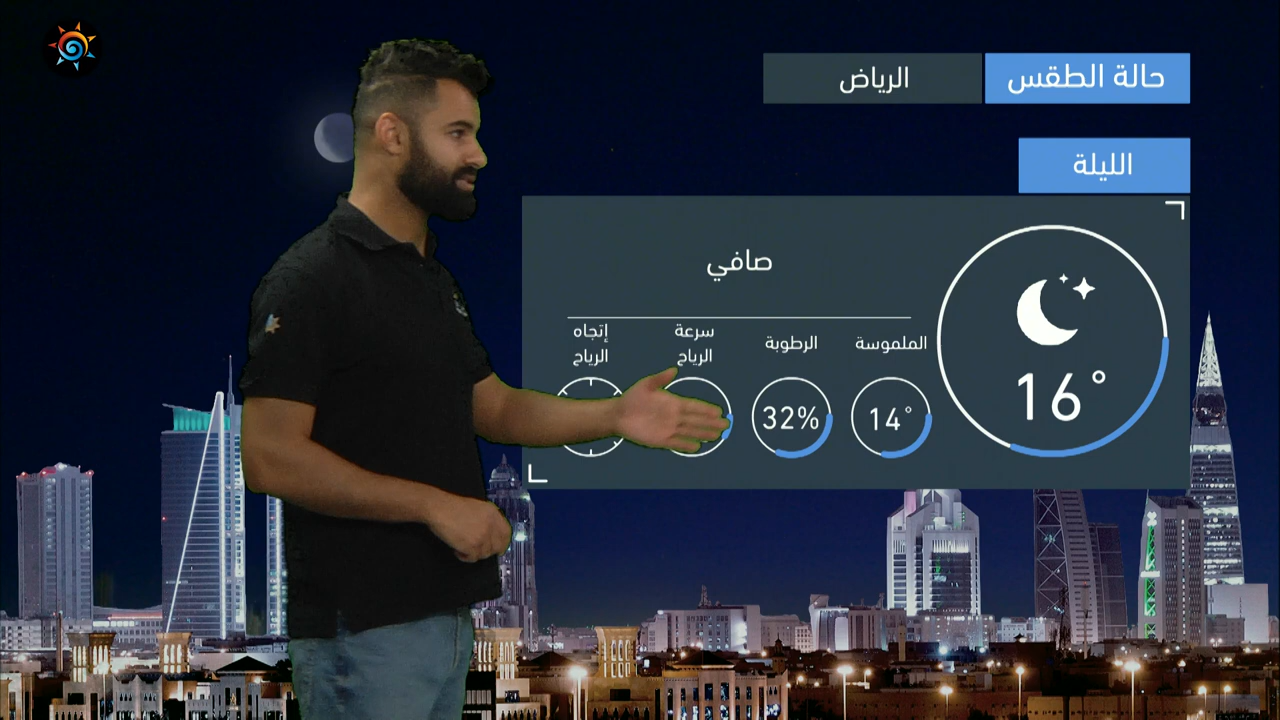 حالة الطقس
الرياض
الليلة
صافي
16°
الملموسة
14°
الرطوبة
32%
سرعة
الرياح
إتجاه
الرياح